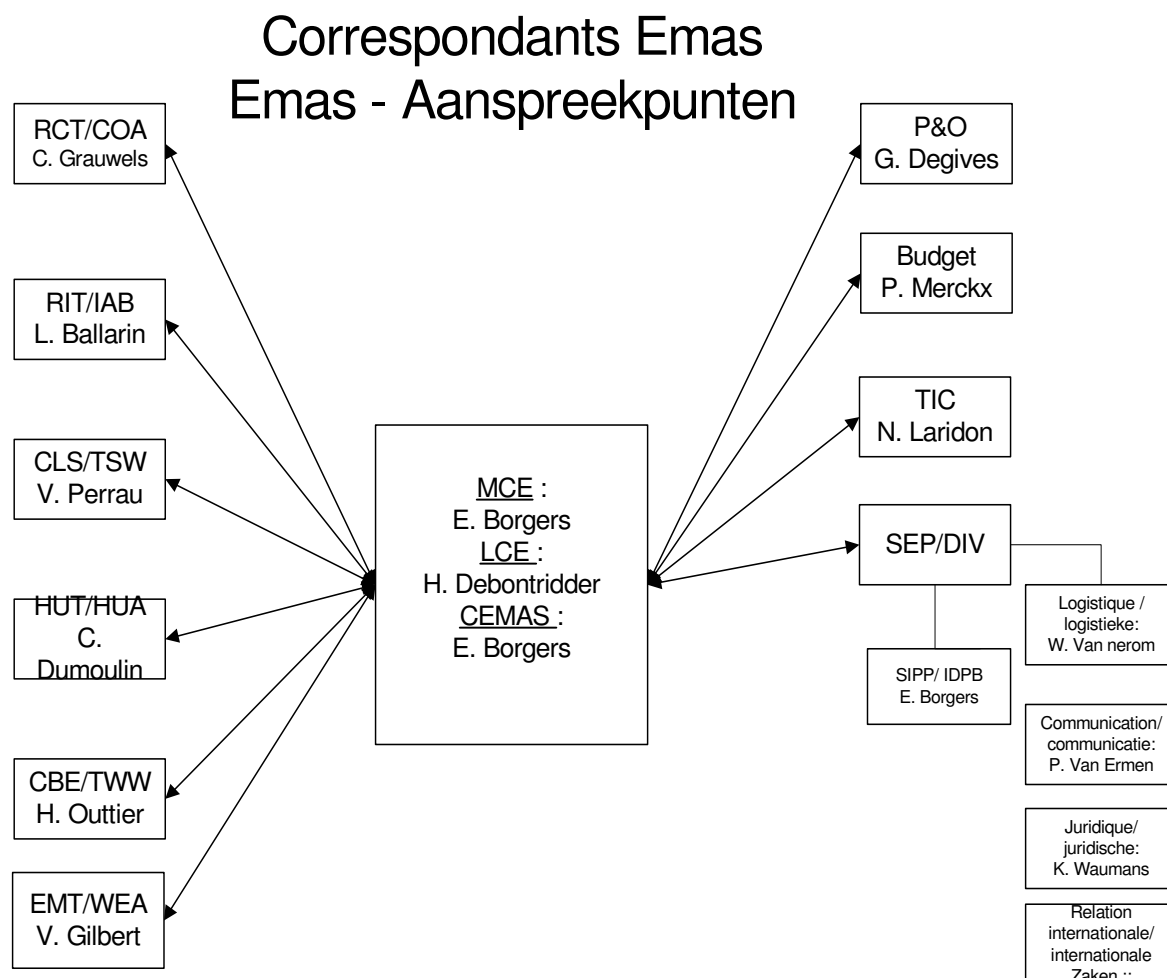 Correspondants Emas
Emas - Aanspreekpunten
RCT/COA
C. Grauwels
RIT/IAB
L. Ballarin
CLS/TSW
V. Perrau
HUT/HUA
C.
Dumoulin
CBE/TWW
H. Outtier
EMT/WEA
V. Gilbert
MCE :
E. Borgers
LCE :
H. Debontridder
CEMAS :
E. Borgers
P&O
G. Degives
Budget
P. Merckx
TIC
N. Laridon
SEP/DIV
SIPP/ IDPB
E. Borgers
Logistique /
logistieke:
W. Van nerom
Communication/
communicatie:
P. Van Ermen
Juridique/
juridische:
K. Waumans
Relation
internationale/
internationale
Zaken ::